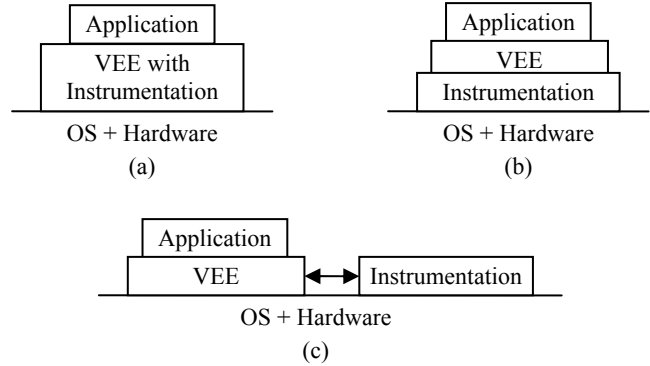 Application
VEE with
Instrumentation
OS + Hardware
(a)
Application
VEE
Instrumentation
OS + Hardware
(b)
Application
VEE
Instrumentation
OS + Hardware
(c)